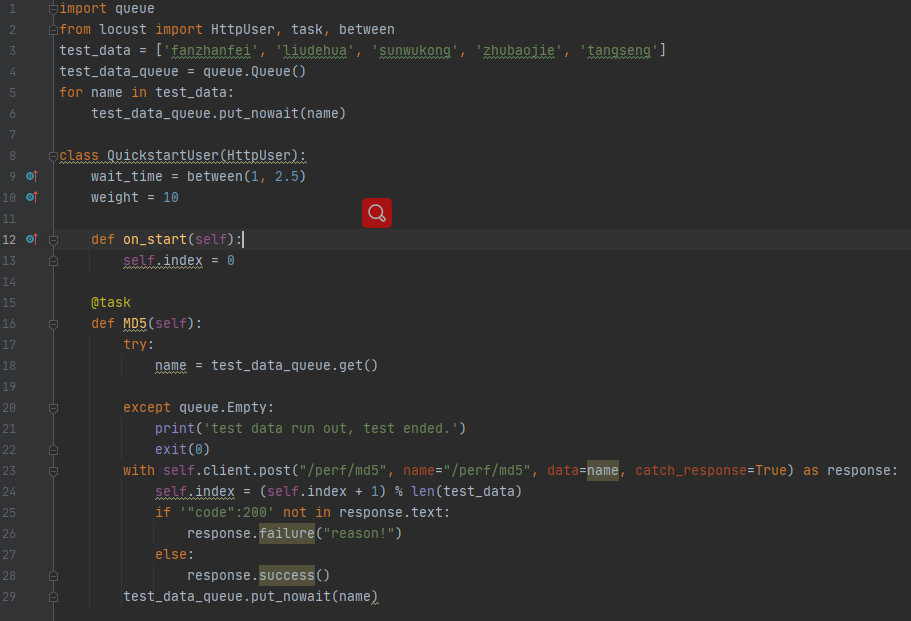 1 import queue
2 from locust import HttpUser, task, between
3 test_data = ['fanzhanfei', 'liudehua', 'sunwukong', 'zhubaojie', 'tangseng']
4 test_data_queue = queue.Queue()
5 for name in test_data:
6     test_data_queue.put_nowait(name)
7
8 class QuickstartUser(HttpUser):
9     wait_time = between(1, 2.5)
10     weight = 10
11
12     def on_start(self):
13         self.index = 0
14
15     @task
16     def MD5(self):
17         try:
18             name = test_data_queue.get()
19
20         except queue.Empty:
21             print('test data run out, test ended.')
22             exit(0)
23         with self.client.post("/perf/md5", name="/perf/md5", data=name, catch_response=True) as response:
24             self.index = (self.index + 1) % len(test_data)
25             if '"code":200' not in response.text:
26                 response.failure("reason!")
27             else:
28                 response.success()
29         test_data_queue.put_nowait(name)